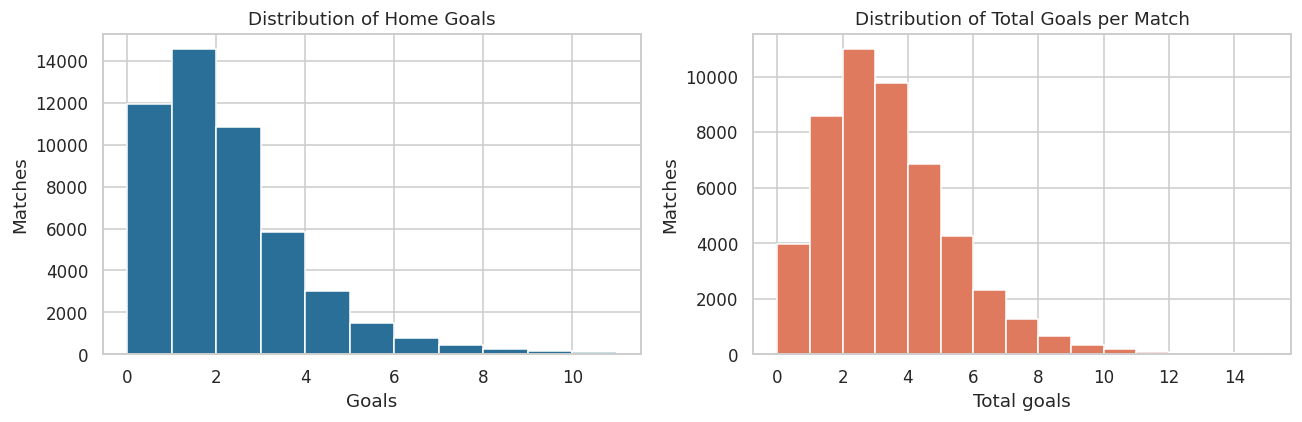 Distribution of Home Goals
14000
12000
10000
8000
6000
4000
2000
0
Matches
0 2 4 6 8 10
Goals
Distribution of Total Goals per Match
10000
8000
6000
4000
2000
0
Matches
0 2 4 6 8 10 12 14
Total goals